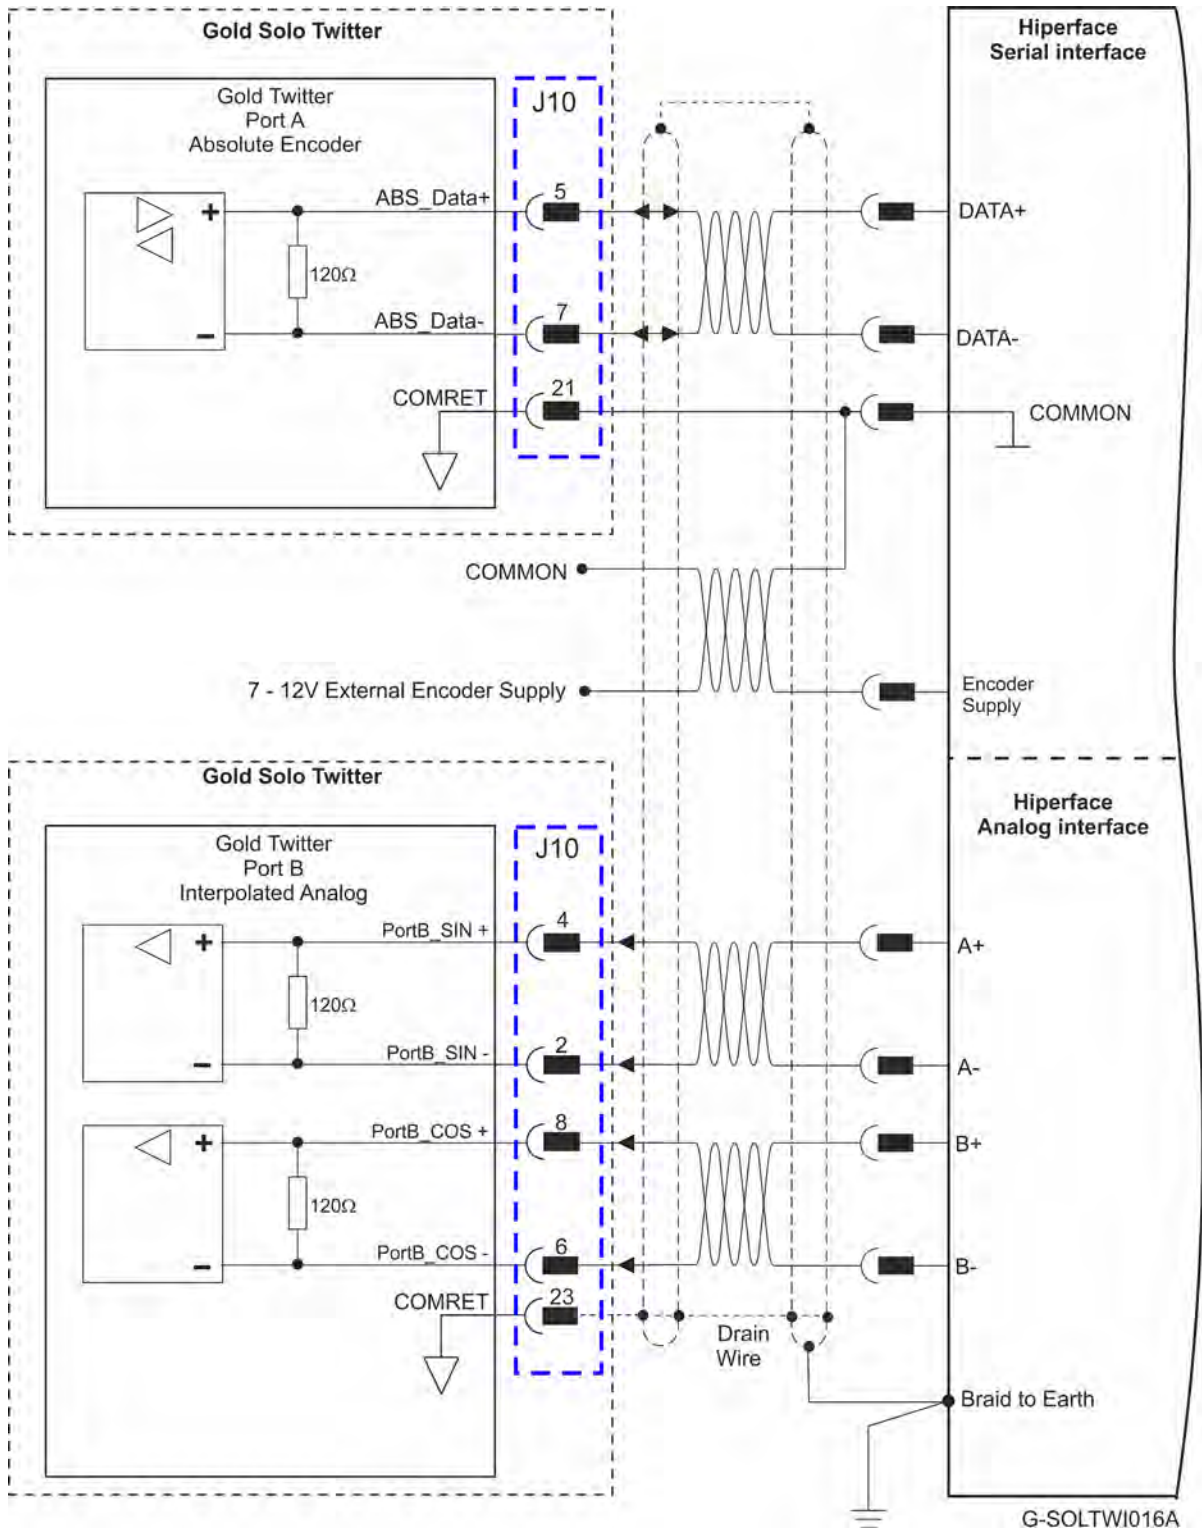 Gold Solo Twitter
Hiperface
Serial interface
Gold Twitter
Port A
Absolute Encoder
J10
ABS_Data+
5
DATA+
+
120Ω
ABS_Data-
7
DATA-
-
COMRET
21
COMMON
COMMON
7 - 12V External Encoder Supply
Encoder
Supply
Gold Solo Twitter
Hiperface
Analog interface
Gold Twitter
Port B
Interpolated Analog
J10
+
PortB_SIN +
4
A+
120Ω
-
PortB_SIN -
2
A-
+
PortB_COS +
8
B+
120Ω
-
PortB_COS -
6
B-
COMRET
23
Drain
Wire
Braid to Earth
G-SOLTWI016A